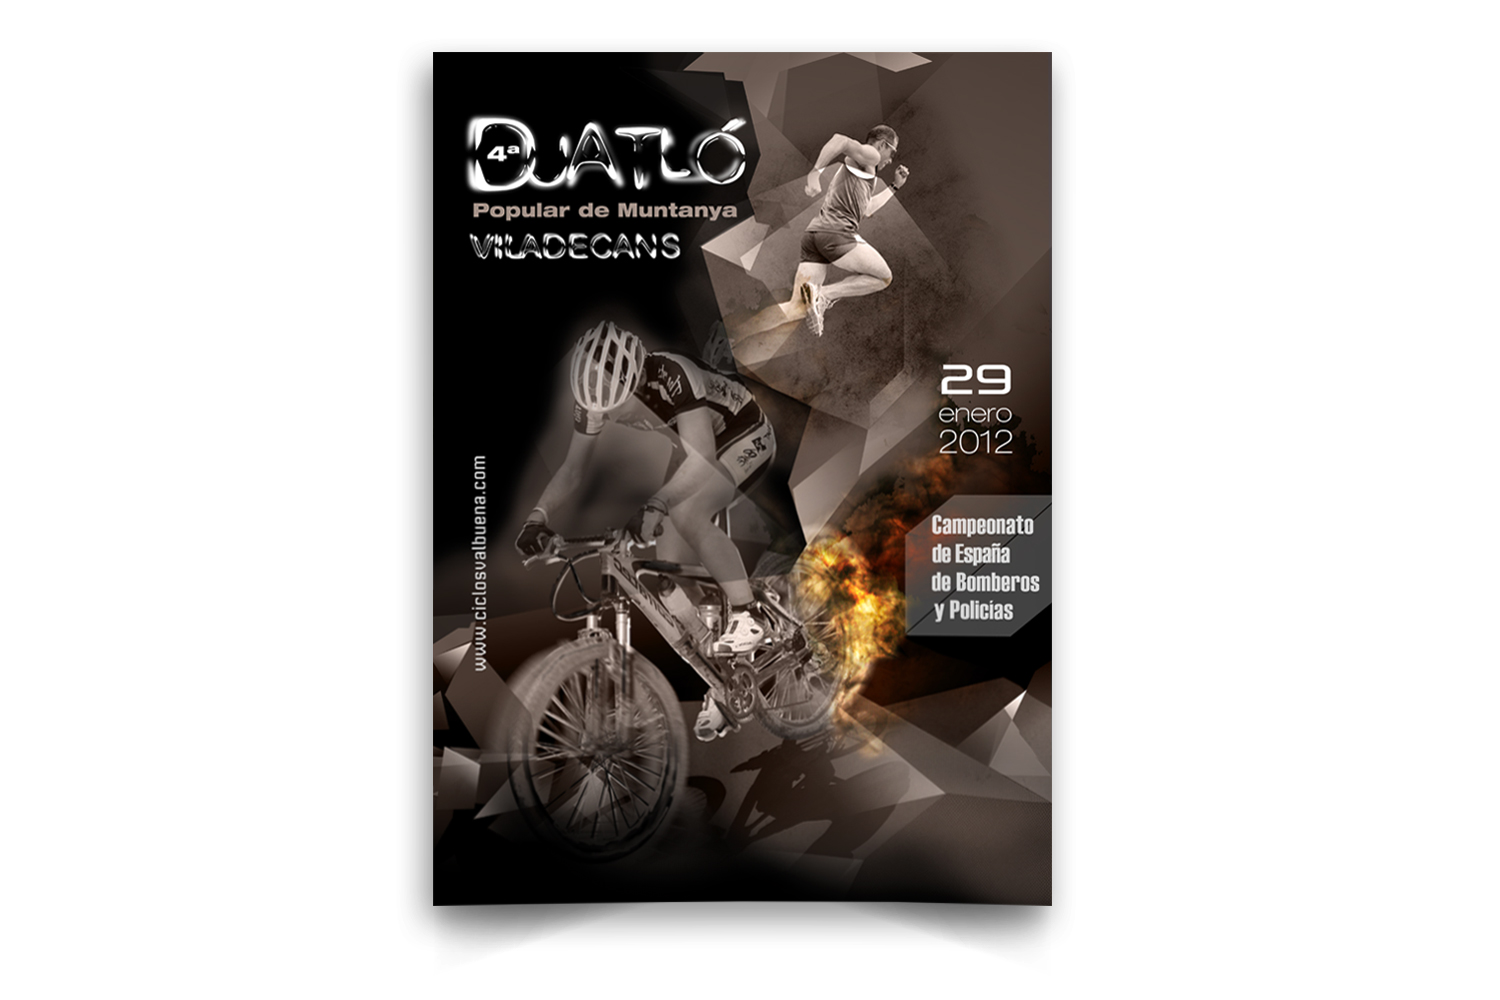 4ª DUATLÓ
Popular de Muntanya
VILADECANS
29
enero
2012
Campeonato
de España
de Bomberos
y Policías
www.ciclosvalbuena.com